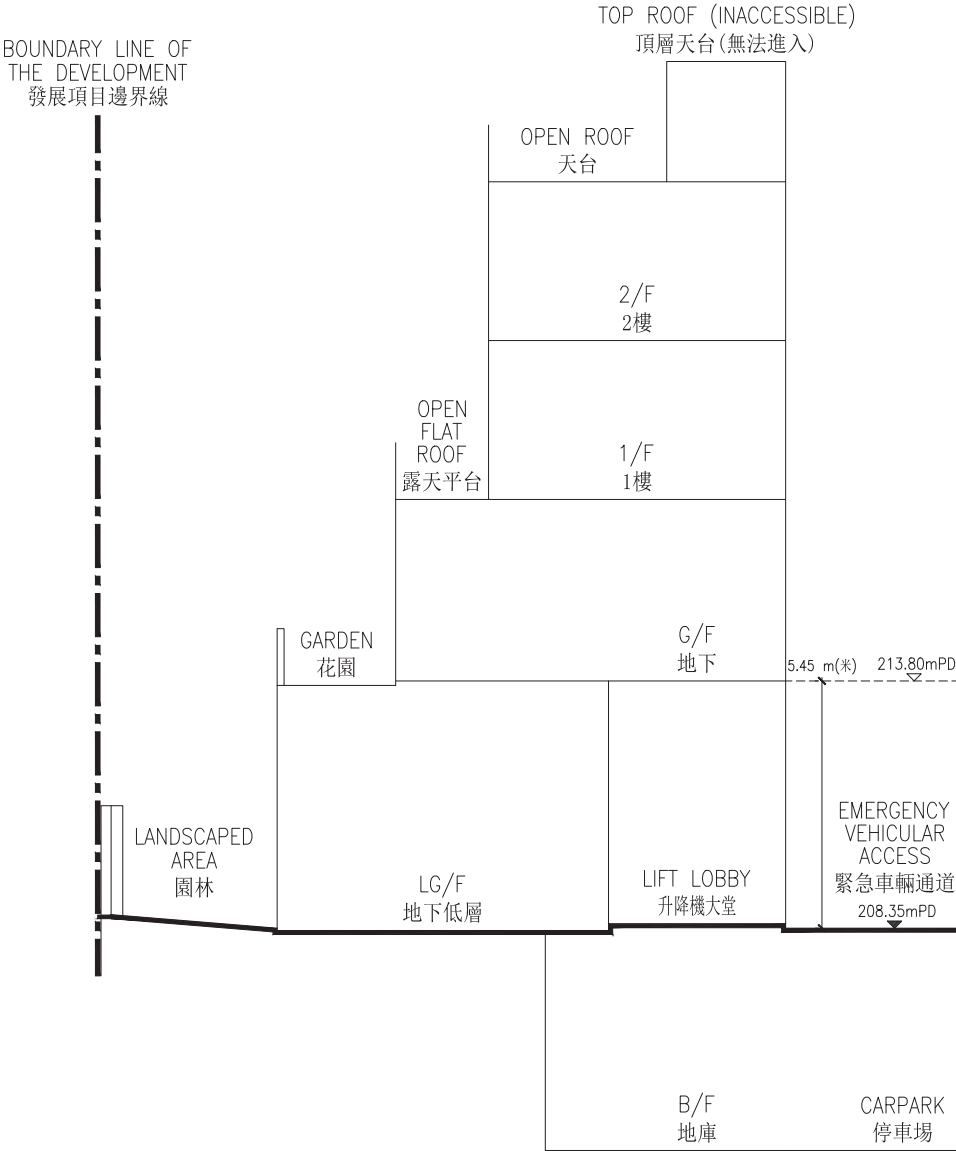 TOP ROOF (INACCESSIBLE)
頂層天台(無法進入)
BOUNDARY LINE OF
THE DEVELOPMENT
發展項目邊界線
OPEN ROOF
天台
2/F
2樓
OPEN
FLAT
ROOF
露天平台
1/F
1樓
GARDEN
花園
G/F
地下
5.45 m(米)
213.80mPD
LANDSCAPED
AREA
園林
LG/F
地下低層
LIFT LOBBY
升降機大堂
EMERGENCY
VEHICULAR
ACCESS
緊急車輛通道
208.35mPD
B/F
地庫
CARPARK
停車場